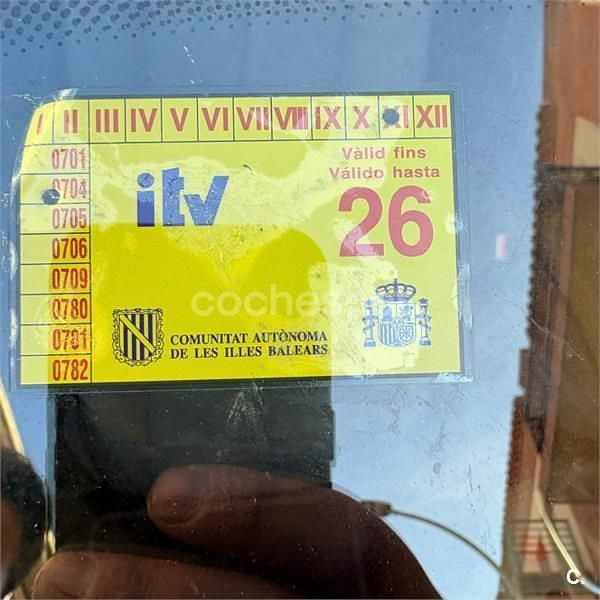 I II III IV V VI VII VIII IX X XI XII
0701
0704
0705
0706
0709
0780
0781
0782
itv
Vàlid fins
Válido hasta
26
coches
COMUNITAT AUTÒNOMA
DE LES ILLES BALEARS
C.